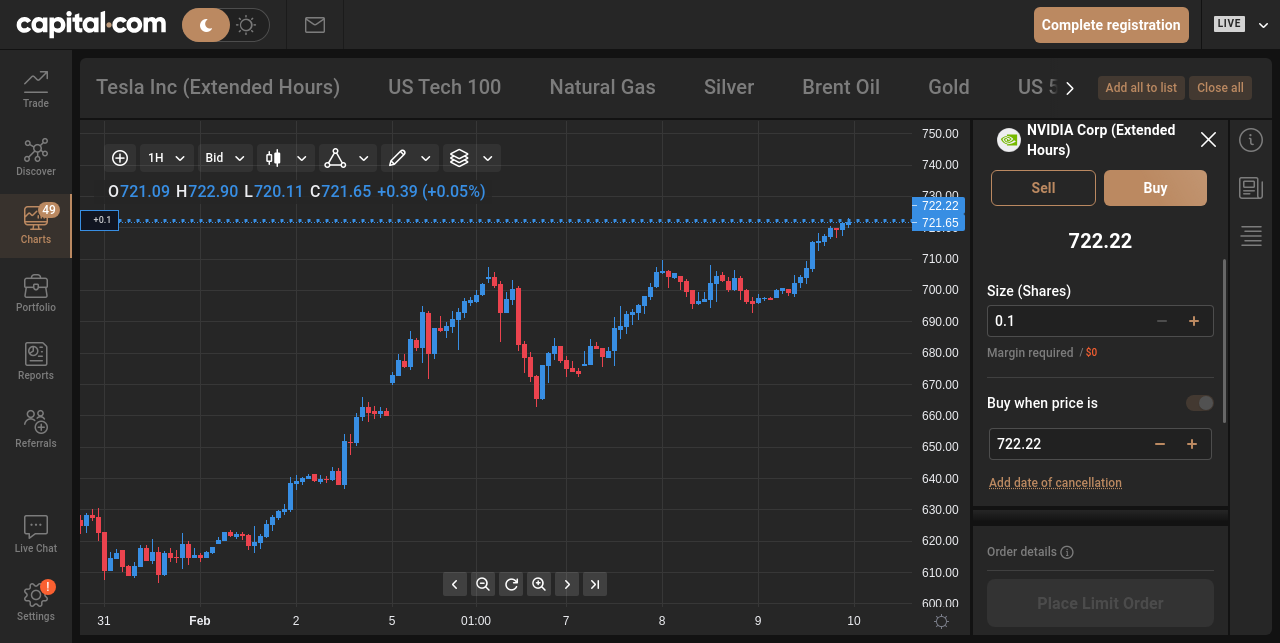 capital.com
Complete registration
LIVE
Trade
Discover
49
Charts
Portfolio
Reports
Referrals
Live Chat
!
Settings
Tesla Inc (Extended Hours)
US Tech 100
Natural Gas
Silver
Brent Oil
Gold
US 5
Add all to list
Close all
1H
Bid
O721.09 H722.90 L720.11 C721.65 +0.39 (+0.05%)
+0.1
750.00
740.00
730.00
722.22
721.65
710.00
700.00
690.00
680.00
670.00
660.00
650.00
640.00
630.00
620.00
610.00
600.00
31
Feb
2
5
01:00
7
8
9
10
NVIDIA Corp (Extended
Hours)
Sell
Buy
722.22
Size (Shares)
0.1
Margin required / $0
Buy when price is
722.22
Add date of cancellation
Order details
Place Limit Order